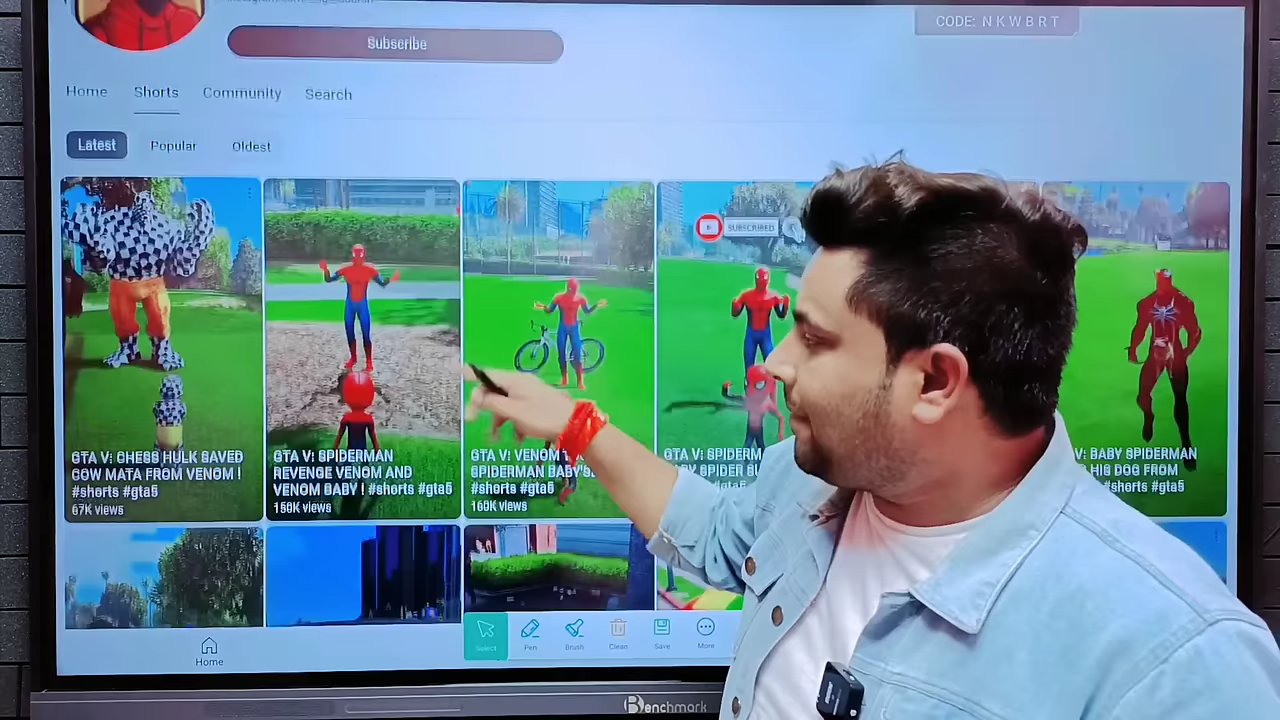 CODE: N K W B R T
Subscribe
Home Shorts Community Search
Latest Popular Oldest
SUBSCRIBED
GTA V: CHESS HULK SAVED
COW MATA FROM VENOM !
#shorts #gta5
67K views
GTA V: SPIDERMAN
REVENGE VENOM AND
VENOM BABY ! #shorts #gta5
150K views
GTA V: VENOM
SPIDERMAN BABY'S
#shorts #gta5
160K views
GTA V: SPIDERM
BABY SPIDER
#shorts #gta5
V: BABY SPIDERMAN
HIS DOG FROM
#shorts #gta5
Home
Select Pen Brush Clean Save More
Benchmark